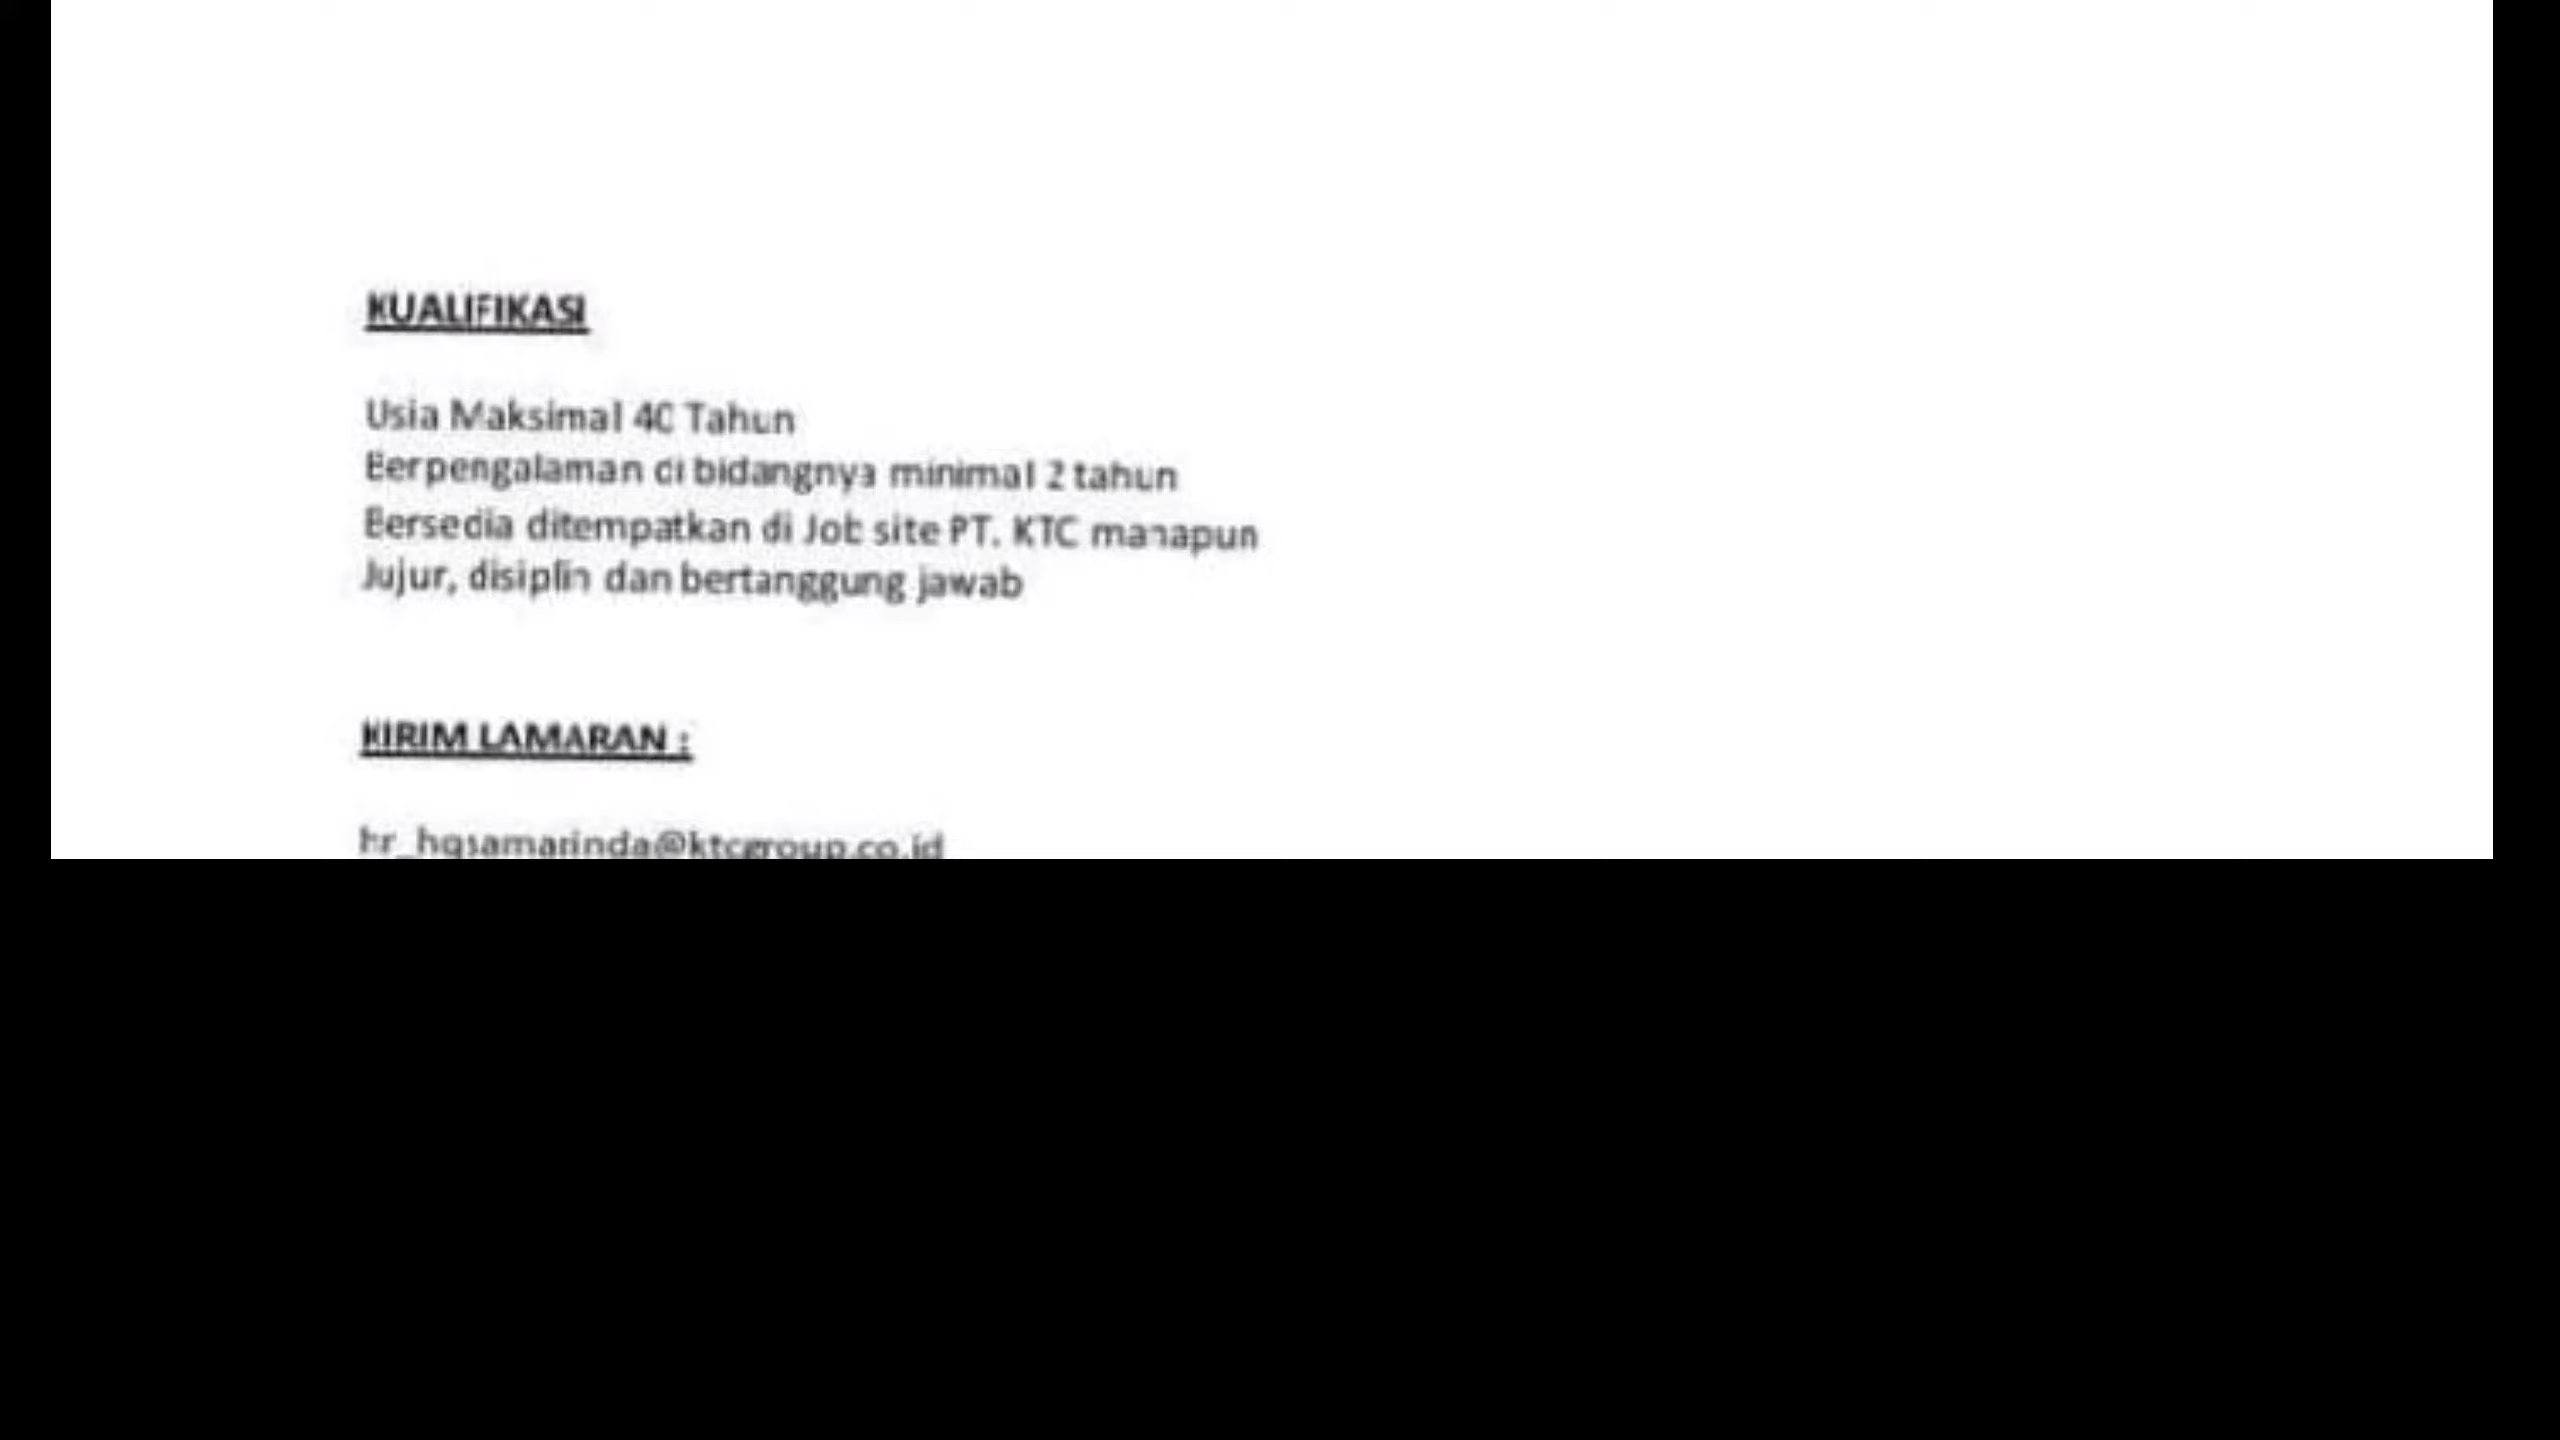 KUALIFIKASI
Usia Maksimal 40 Tahun
Berpengalaman di bidangnya minimal 2 tahun
Bersedia ditempatkan di Job site PT. KTC manapun
Jujur, disiplin dan bertanggung jawab
KIRIM LAMARAN :
hr_hqsamarinda@ktcgroup.co.id